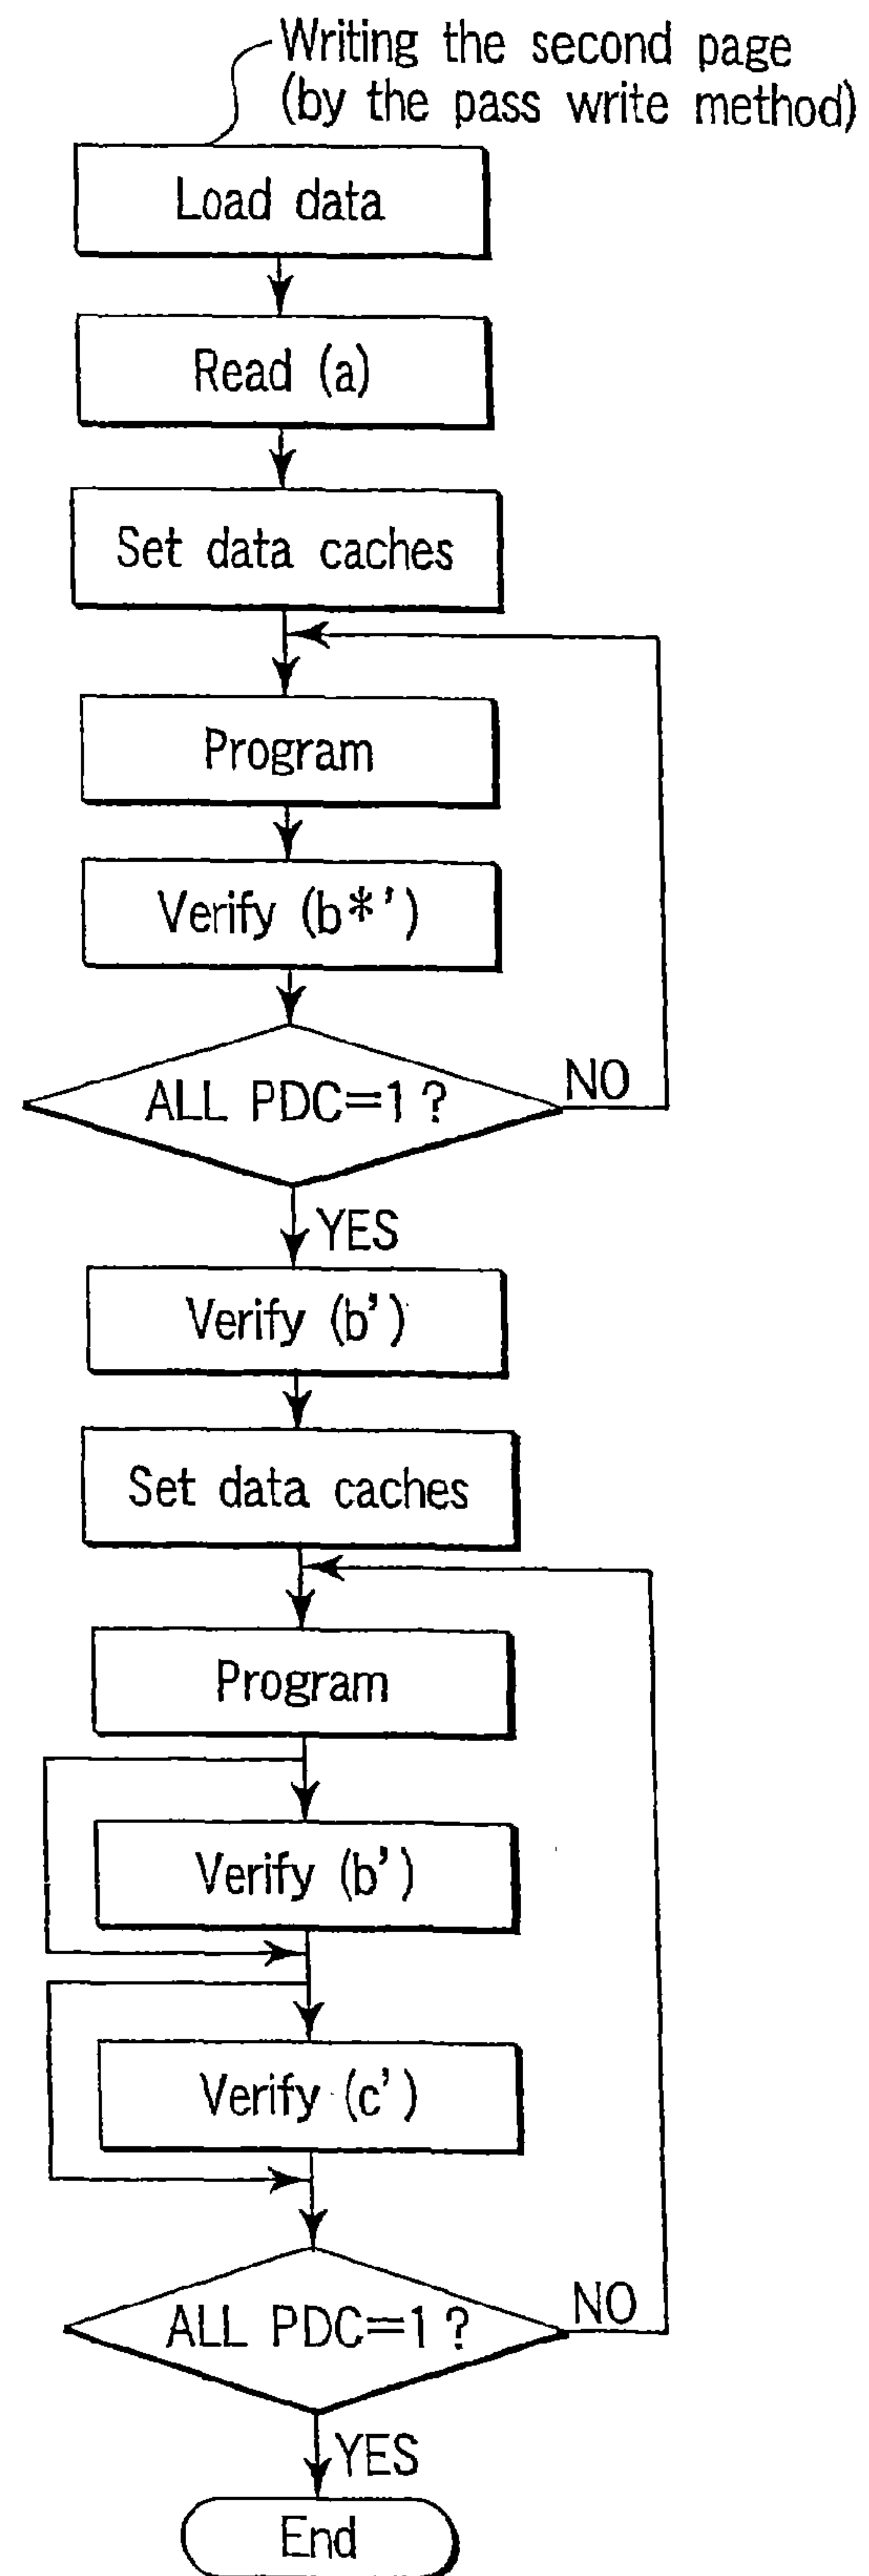 Writing the second page
(by the pass write method)
Load data
Read (a)
Set data caches
Program
Verify (b*')
ALL PDC=1?
NO
YES
Verify (b')
Set data caches
Program
Verify (b')
Verify (c')
ALL PDC=1?
NO
YES
End